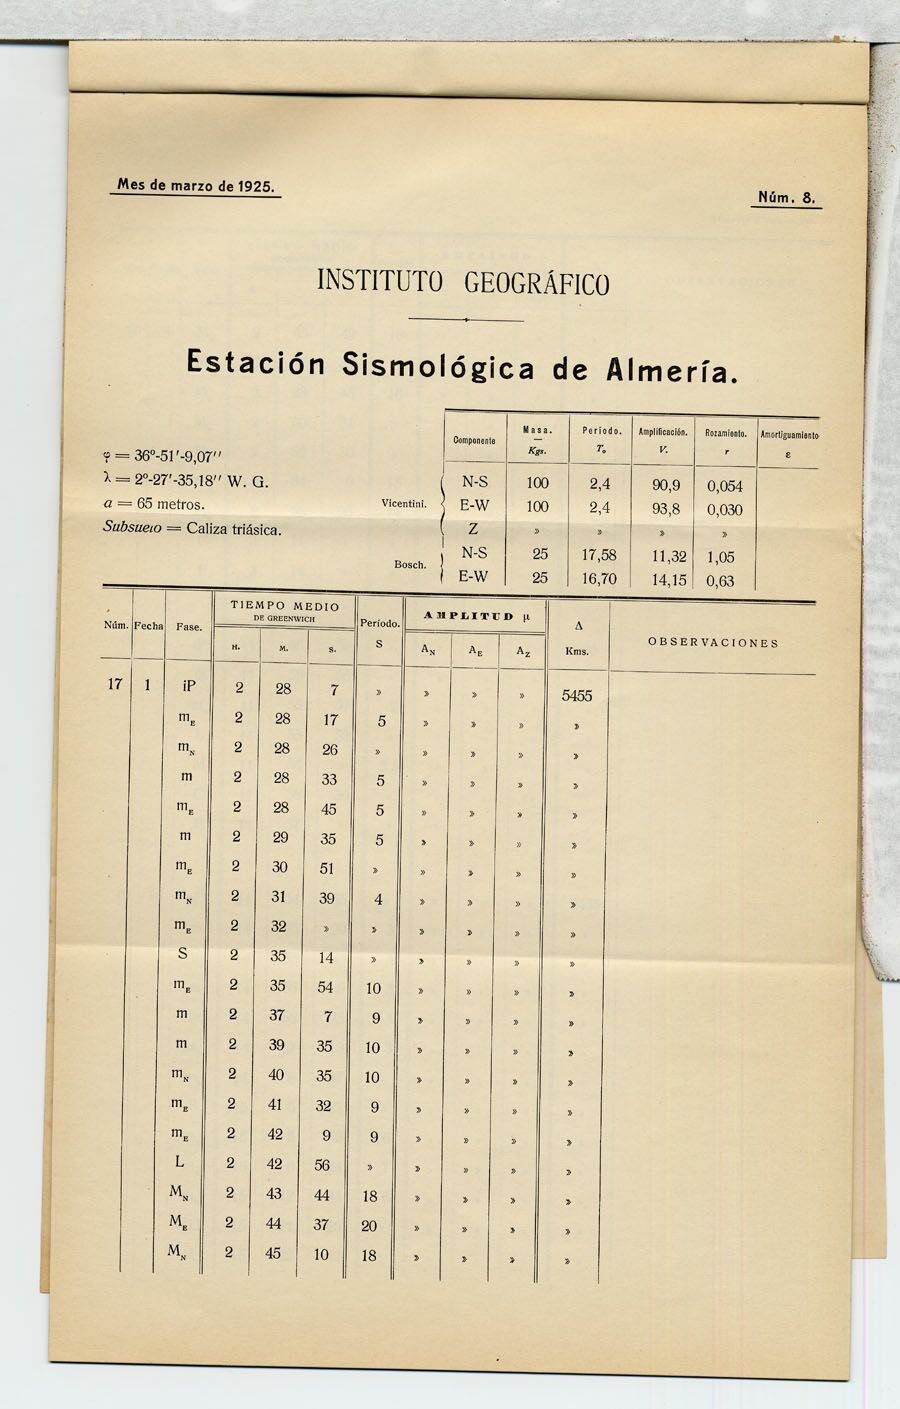 Mes de marzo de 1925.
Núm. 8.
INSTITUTO GEOGRÁFICO
Estación Sismológica de Almería.
φ = 36º-51'-9,07''
λ = 2º-27'-35,18'' W. G.
a = 65 metros.
Subsuelo = Caliza triásica.
Componente Masa. — Kgs. Período. T₀ Amplificación. V. Rozamiento. r Amortiguamiento ε
Vicentini.
N-S 100 2,4 90,9 0,054
E-W 100 2,4 93,8 0,030
Z » » » »
Bosch.
N-S 25 17,58 11,32 1,05
E-W 25 16,70 14,15 0,63
Núm. Fecha Fase. TIEMPO MEDIO DE GREENWICH H. M. S. Período. S AMPLITUD μ A_N A_E A_Z Δ Kms. OBSERVACIONES
17 1 iP 2 28 7 » » » » 5455
m_E 2 28 17 5 » » » »
m_N 2 28 26 » » » » »
m 2 28 33 5 » » » »
m_E 2 28 45 5 » » » »
m 2 29 35 5 » » » »
m_E 2 30 51 » » » » »
m_N 2 31 39 4 » » » »
m_E 2 32 » » » » » »
S 2 35 14 » » » » »
m_E 2 35 54 10 » » » »
m 2 37 7 9 » » » »
m 2 39 35 10 » » » »
m_N 2 40 35 10 » » » »
m_E 2 41 32 9 » » » »
m_E 2 42 9 9 » » » »
L 2 42 56 » » » » »
M_N 2 43 44 18 » » » »
M_E 2 44 37 20 » » » »
M_N 2 45 10 18 » » » »